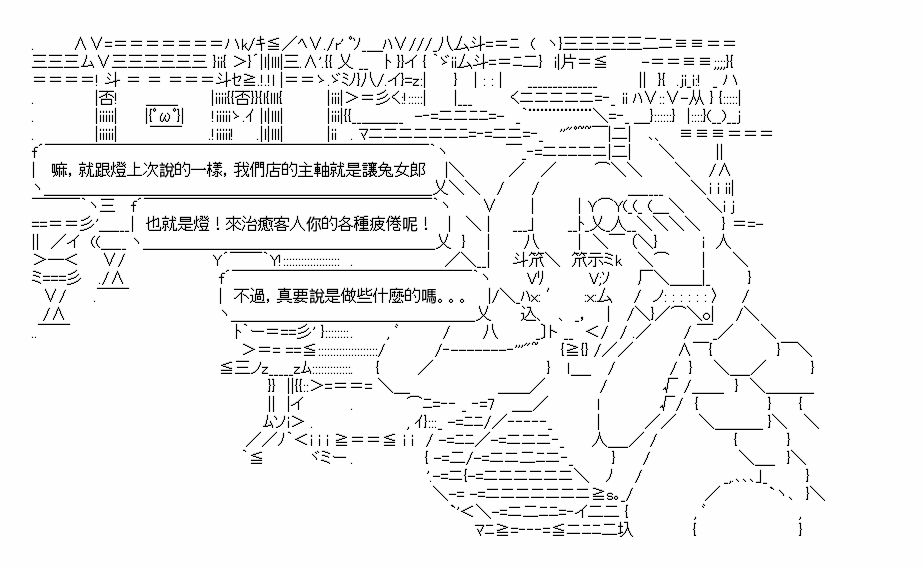 嘛，就跟燈上次說的一樣，我們店的主軸就是讓兔女郎
也就是燈！來治癒客人你的各種疲倦呢！
不過，真要說是做些什麼的嗎。。。